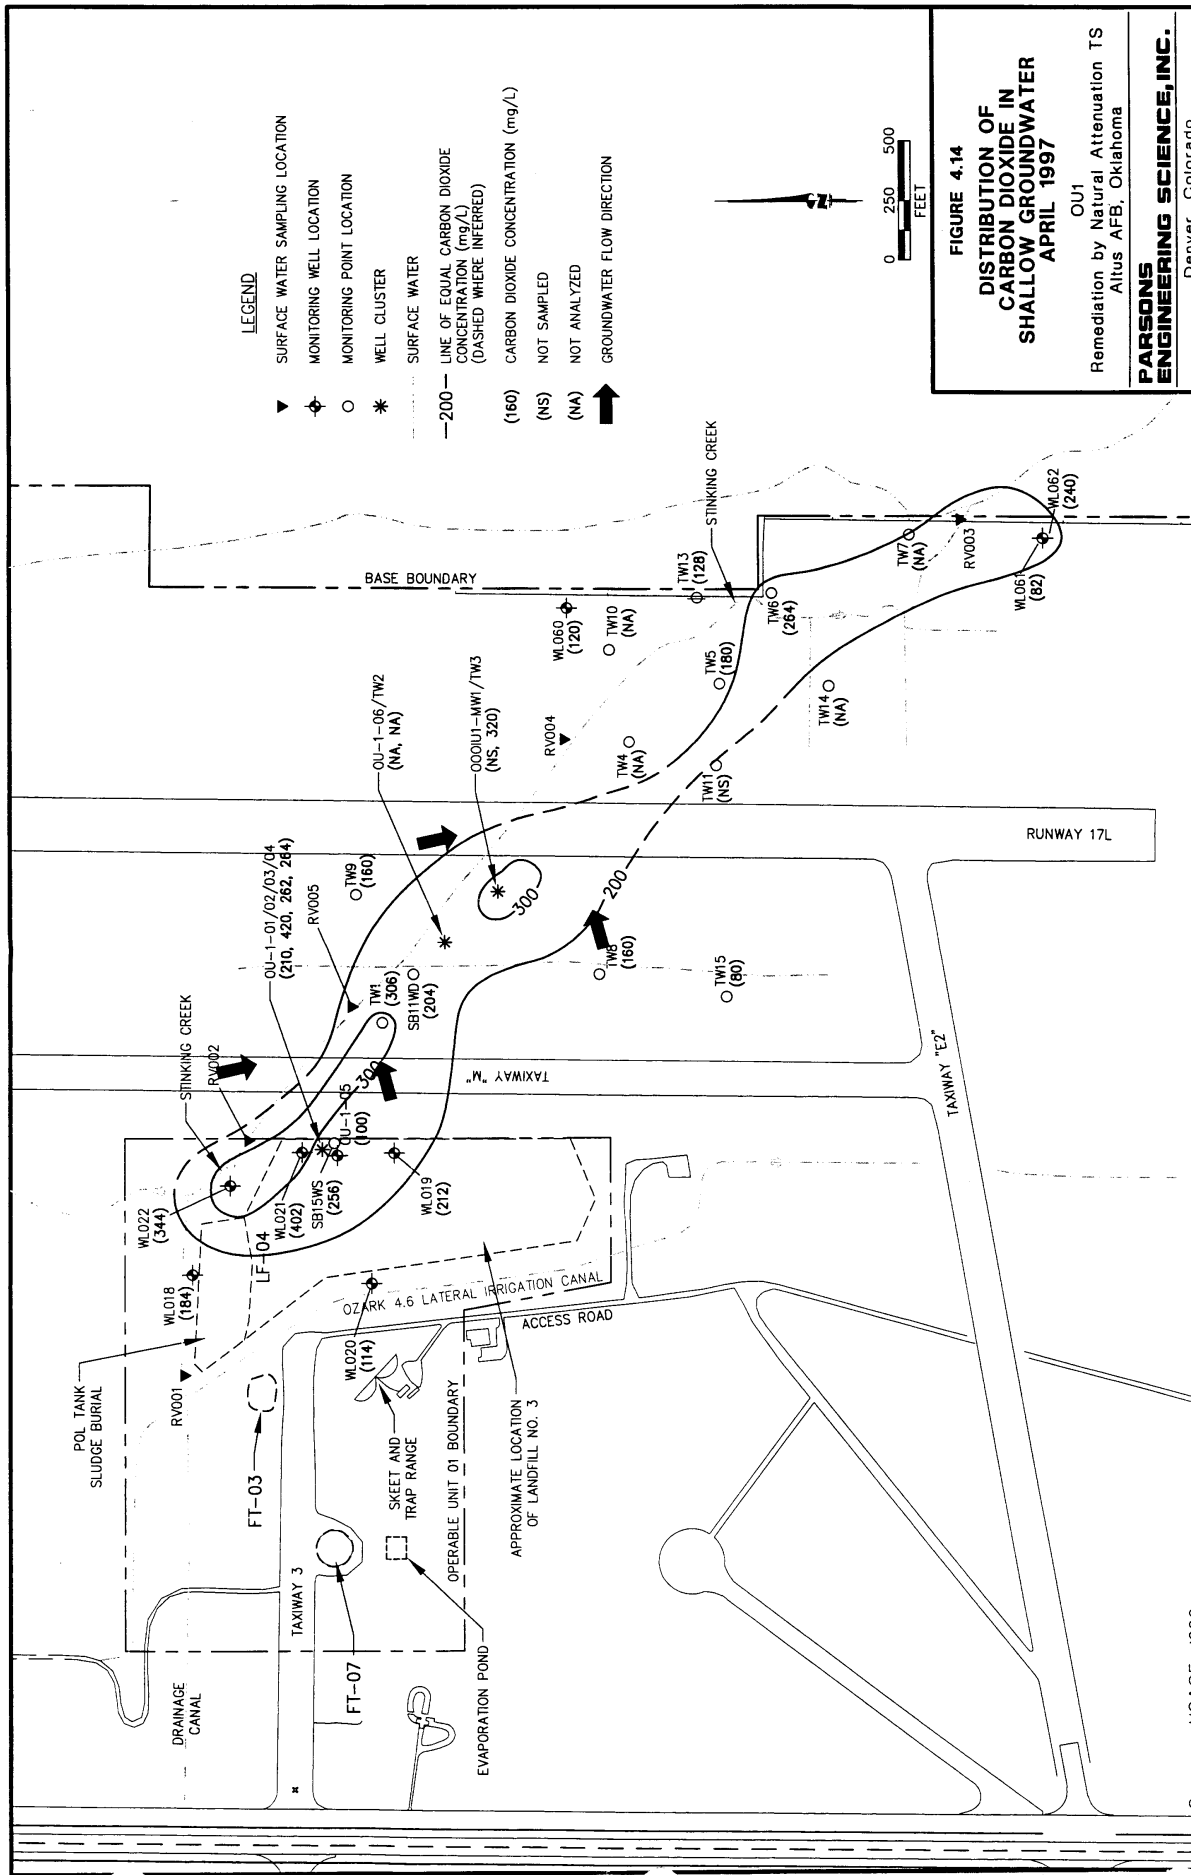 LEGEND
SURFACE WATER SAMPLING LOCATION
MONITORING WELL LOCATION
MONITORING POINT LOCATION
WELL CLUSTER
SURFACE WATER
—200—
LINE OF EQUAL CARBON DIOXIDE
CONCENTRATION (mg/L)
(DASHED WHERE INFERRED)
(160)
CARBON DIOXIDE CONCENTRATION (mg/L)
(NS)
NOT SAMPLED
(NA)
NOT ANALYZED
GROUNDWATER FLOW DIRECTION
N
0 250 500
FEET
FIGURE 4.14
DISTRIBUTION OF
CARBON DIOXIDE IN
SHALLOW GROUNDWATER
APRIL 1997
OU1
Remediation by Natural Attenuation TS
Altus AFB, Oklahoma
PARSONS
ENGINEERING SCIENCE, INC.
Denver, Colorado
DRAINAGE
CANAL
POL TANK
SLUDGE BURIAL
RV001
FT-03
TAXIWAY 3
FT-07
SKEET AND
TRAP RANGE
EVAPORATION POND
OPERABLE UNIT 01 BOUNDARY
APPROXIMATE LOCATION
OF LANDFILL NO. 3
ACCESS ROAD
OZARK 4.6 LATERAL IRRIGATION CANAL
WL018
(184)
LF-04
WL020
(114)
WL022
(344)
WL021
(402)
SB15WS
(256)
OU-1-05
(100)
WL019
(212)
STINKING CREEK
RV002
300
TAXIWAY "M"
OU-1-01/02/03/04
(210, 420, 262, 264)
RV005
TW1
(306)
SB11WD
(204)
TW9
(160)
TW8
(160)
TW15
(80)
TAXIWAY "E2"
OU-1-06/TW2
(NA, NA)
OOOIU1-MW1/TW3
(NS, 320)
300
200
RUNWAY 17L
RV004
TW4
(NA)
TW11
(NS)
TW14
(NA)
TW5
(180)
WL060
(120)
TW10
(NA)
BASE BOUNDARY
TW13
(128)
STINKING CREEK
TW6
(264)
TW7
(NA)
RV003
WL061
(82)
WL062
(240)